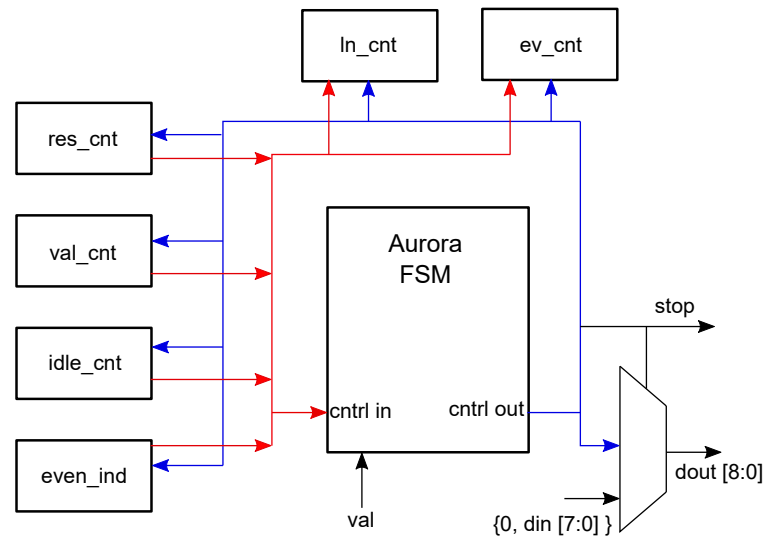 ln_cnt
ev_cnt
res_cnt
val_cnt
idle_cnt
even_ind
Aurora
FSM
cntrl in
cntrl out
val
stop
dout [8:0]
{0, din [7:0] }